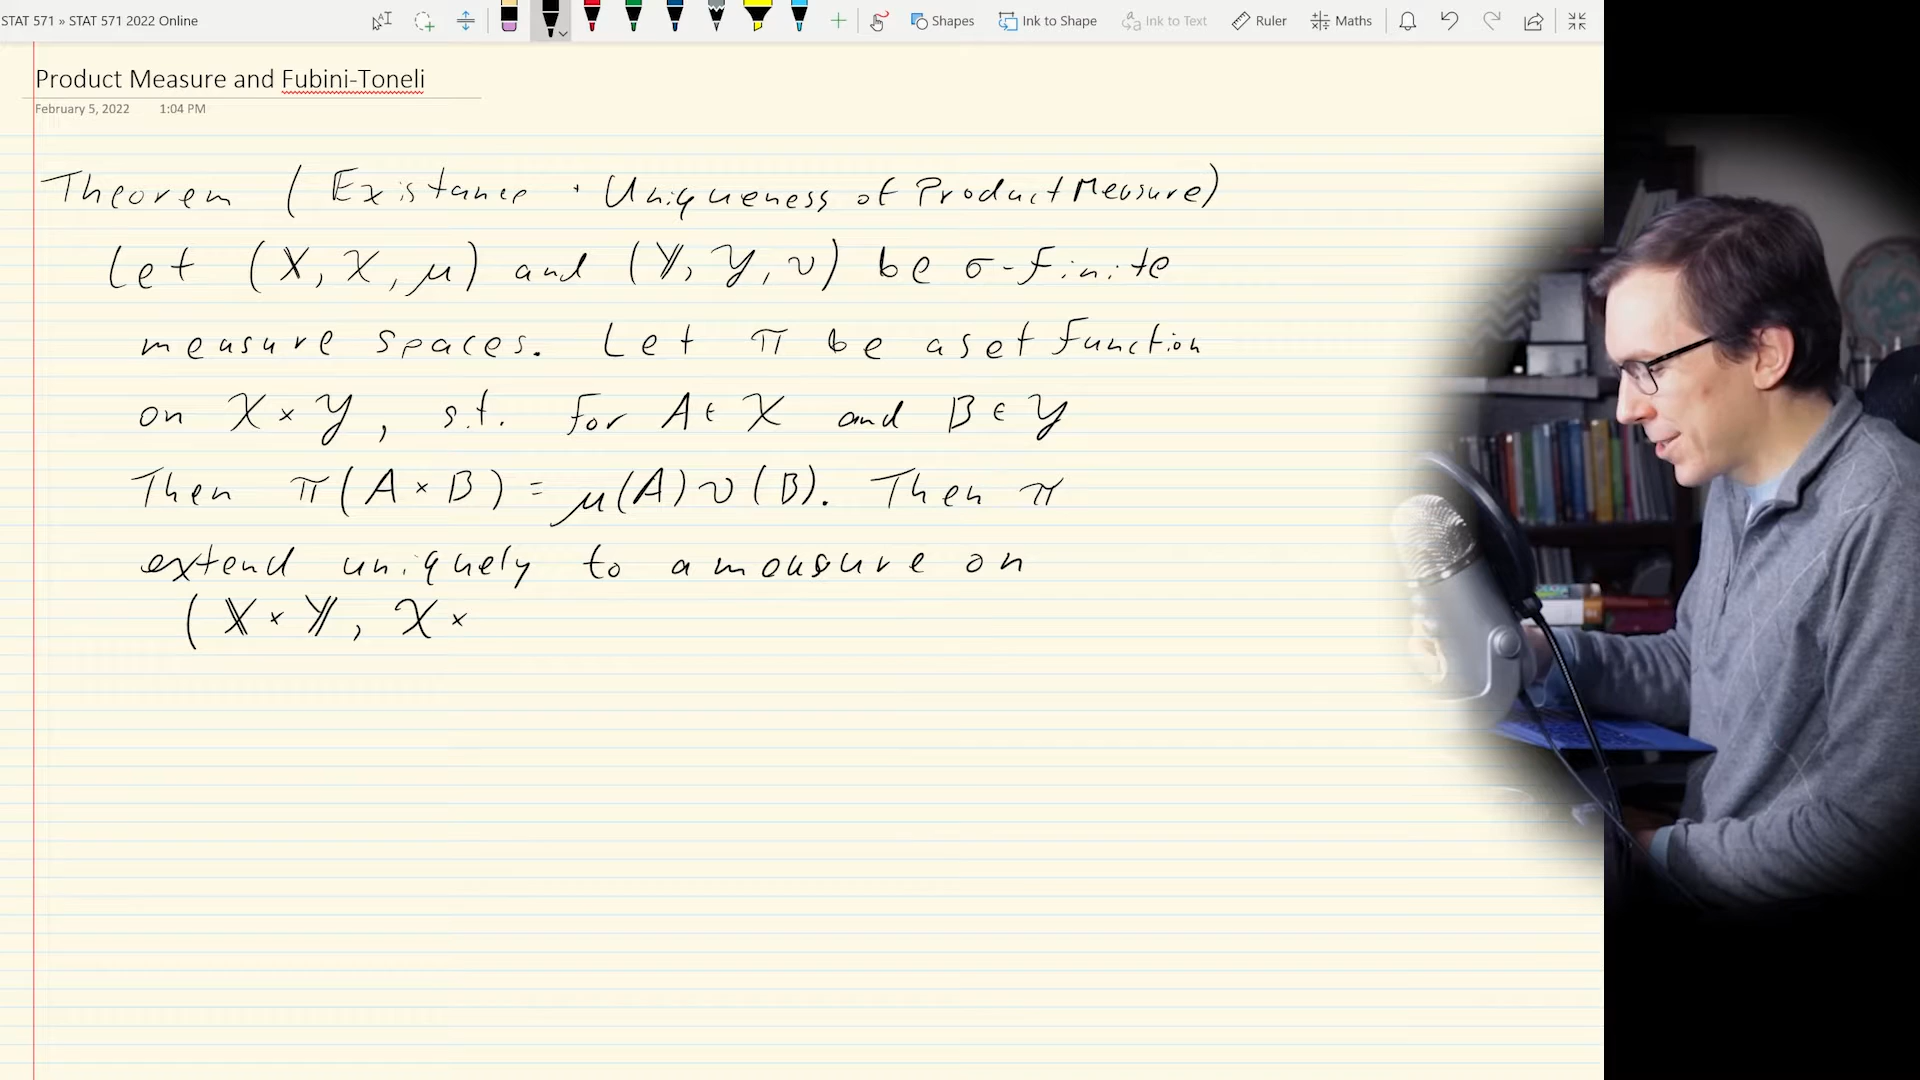 STAT 571 » STAT 571 2022 Online
Shapes Ink to Shape Ink to Text Ruler Maths
Product Measure and Fubini-Toneli
February 5, 2022 1:04 PM
Theorem (Existance + Uniqueness of Product Measure)
Let (𝕏, 𝒳, μ) and (𝕐, 𝒴, ν) be σ-finite
measure spaces. Let π be a set function
on 𝒳 × 𝒴, s.t. for A ∈ 𝒳 and B ∈ 𝒴
Then π(A × B) = μ(A) ν(B). Then π
extend uniquely to a measure on
(𝕏 × 𝕐, 𝒳 ×